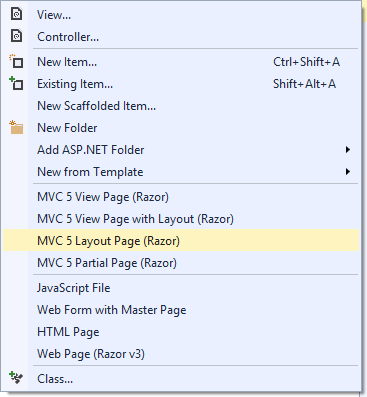 View...
Controller...
New Item... Ctrl+Shift+A
Existing Item... Shift+Alt+A
New Scaffolded Item...
New Folder
Add ASP.NET Folder
New from Template
MVC 5 View Page (Razor)
MVC 5 View Page with Layout (Razor)
MVC 5 Layout Page (Razor)
MVC 5 Partial Page (Razor)
JavaScript File
Web Form with Master Page
HTML Page
Web Page (Razor v3)
Class...